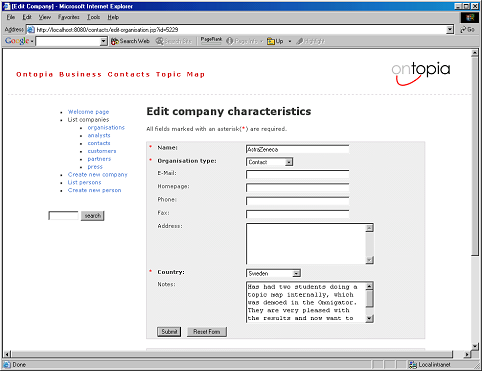 [Edit Company] - Microsoft Internet Explorer
File Edit View Favorites Tools Help
Address http://localhost:8080/contacts/edit-organisation.jsp?id=5229 Go
Google Search Web Search Site PageRank Page Info Up Highlight
ontopia
Ontopia Business Contacts Topic Map
Welcome page
List companies
organisations
analysts
contacts
customers
partners
press
Create new company
List persons
Create new person
search
Edit company characteristics
All fields marked with an asterisk(*) are required.
* Name: AstraZeneca
* Organisation type: Contact
E-Mail:
Homepage:
Phone:
Fax:
Address:
* Country: Sweden
Notes: Has had two students doing a
topic map internally, which
was demoed in the Omnigator.
They are very pleased with
the results and now want to
Submit Reset Form
Done Local intranet